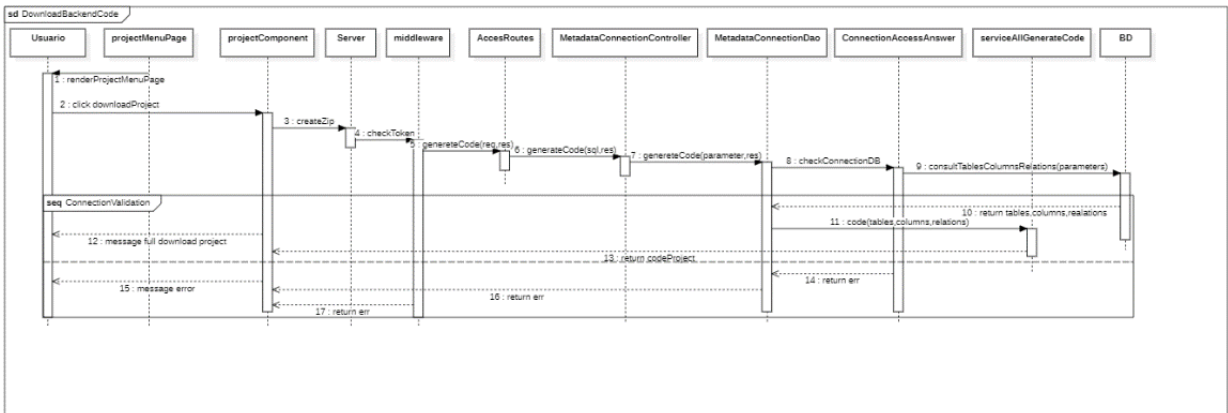 sd DownloadBackendCode
Usuario
projectMenuPage
projectComponent
Server
middleware
AccesRoutes
MetadataConnectionController
MetadataConnectionDao
ConnectionAccessAnswer
serviceAllGenerateCode
BD
1 : renderProjectMenuPage
2 : click downloadProject
3 : createZip
4 : checkToken
5 : genereteCode(req,res)
6 : generateCode(sql,res)
7 : genereteCode(parameter,res)
8 : checkConnectionDB
9 : consultTablesColumnsRelations(parameters)
seq ConnectionValidation
10 : return tables,columns,realations
11 : code(tables,columns,relations)
12 : message full download project
13 : return codeProject
14 : return err
15 : message error
16 : return err
17 : return err